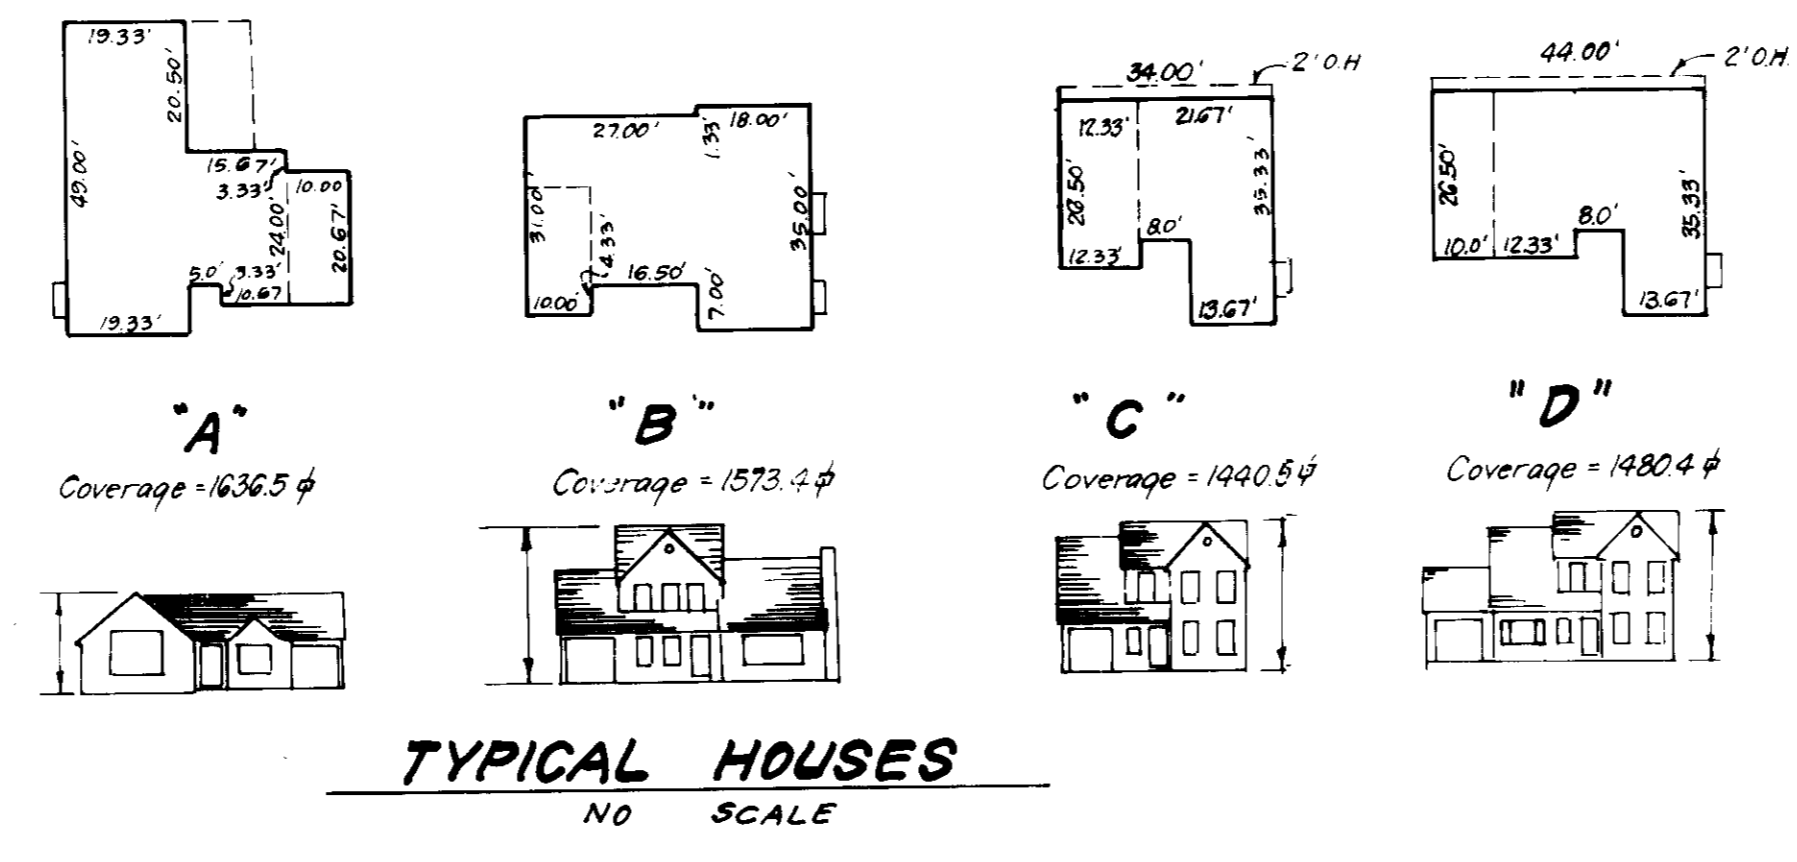 19.33'
20.50'
49.00'
15.67'
3.33'
10.00
24.00'
20.67'
5.0'
3.33'
10.67
19.33'
"A"
Coverage = 1636.5 ⌽
27.00'
18.00'
1.33'
31.00'
35.00'
4.33'
16.50'
10.00'
7.00'
"B"
Coverage = 1573.4 ⌽
34.00'
2' O.H
12.33'
21.67'
35.33'
8.0'
12.33'
13.67'
"C"
Coverage = 1440.5 ⌽
44.00'
2' O.H.
26.50'
35.33'
8.0'
10.0'
12.33'
13.67'
"D"
Coverage = 1480.4 ⌽
TYPICAL HOUSES
NO SCALE